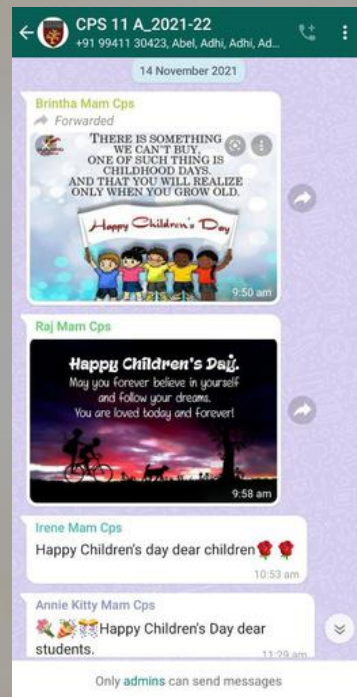 CPS 11 A_2021-22
+91 99411 30423, Abel, Adhi, Adhi, Ad...
14 November 2021
Brintha Mam Cps
Forwarded
THERE IS SOMETHING
WE CAN'T BUY,
ONE OF SUCH THING IS
CHILDHOOD DAYS.
AND THAT YOU WILL REALIZE
ONLY WHEN YOU GROW OLD.
Happy Children's Day
9:50 am
Raj Mam Cps
Happy Children's Day.
May you forever believe in yourself
and follow your dreams.
You are loved today and forever!
9:58 am
Irene Mam Cps
Happy Children's day dear children🌹🌹
10:53 am
Annie Kitty Mam Cps
💐🎉🎊Happy Children's Day dear
students.
11:29 am
Only admins can send messages